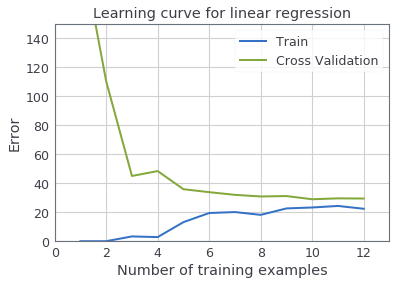 Learning curve for linear regression
140
120
100
80
60
40
20
0
Error
Train
Cross Validation
0 2 4 6 8 10 12
Number of training examples